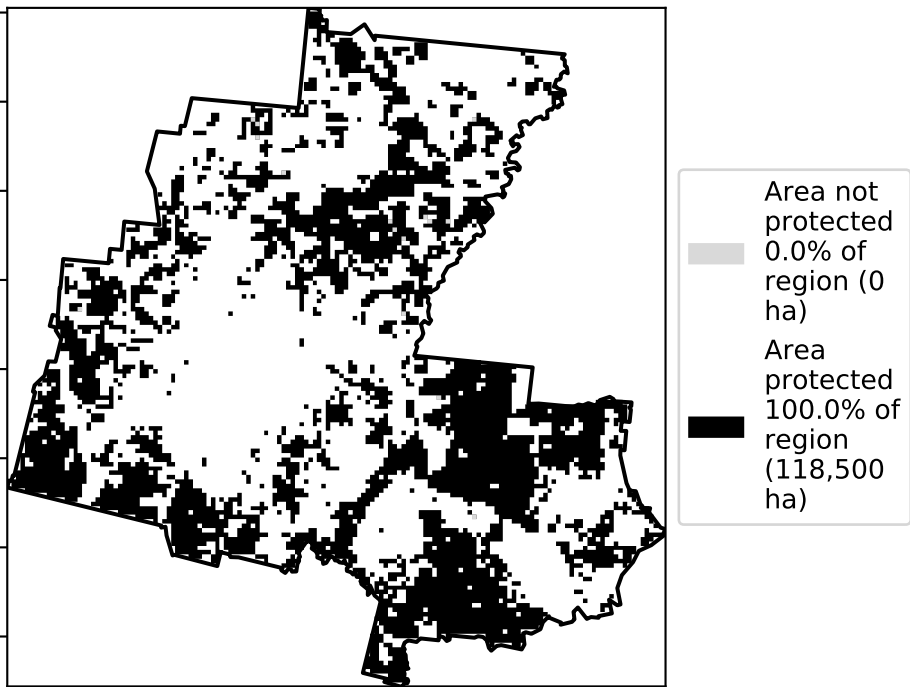 Area not
protected
0.0% of
region (0
ha)
Area
protected
100.0% of
region
(118,500
ha)